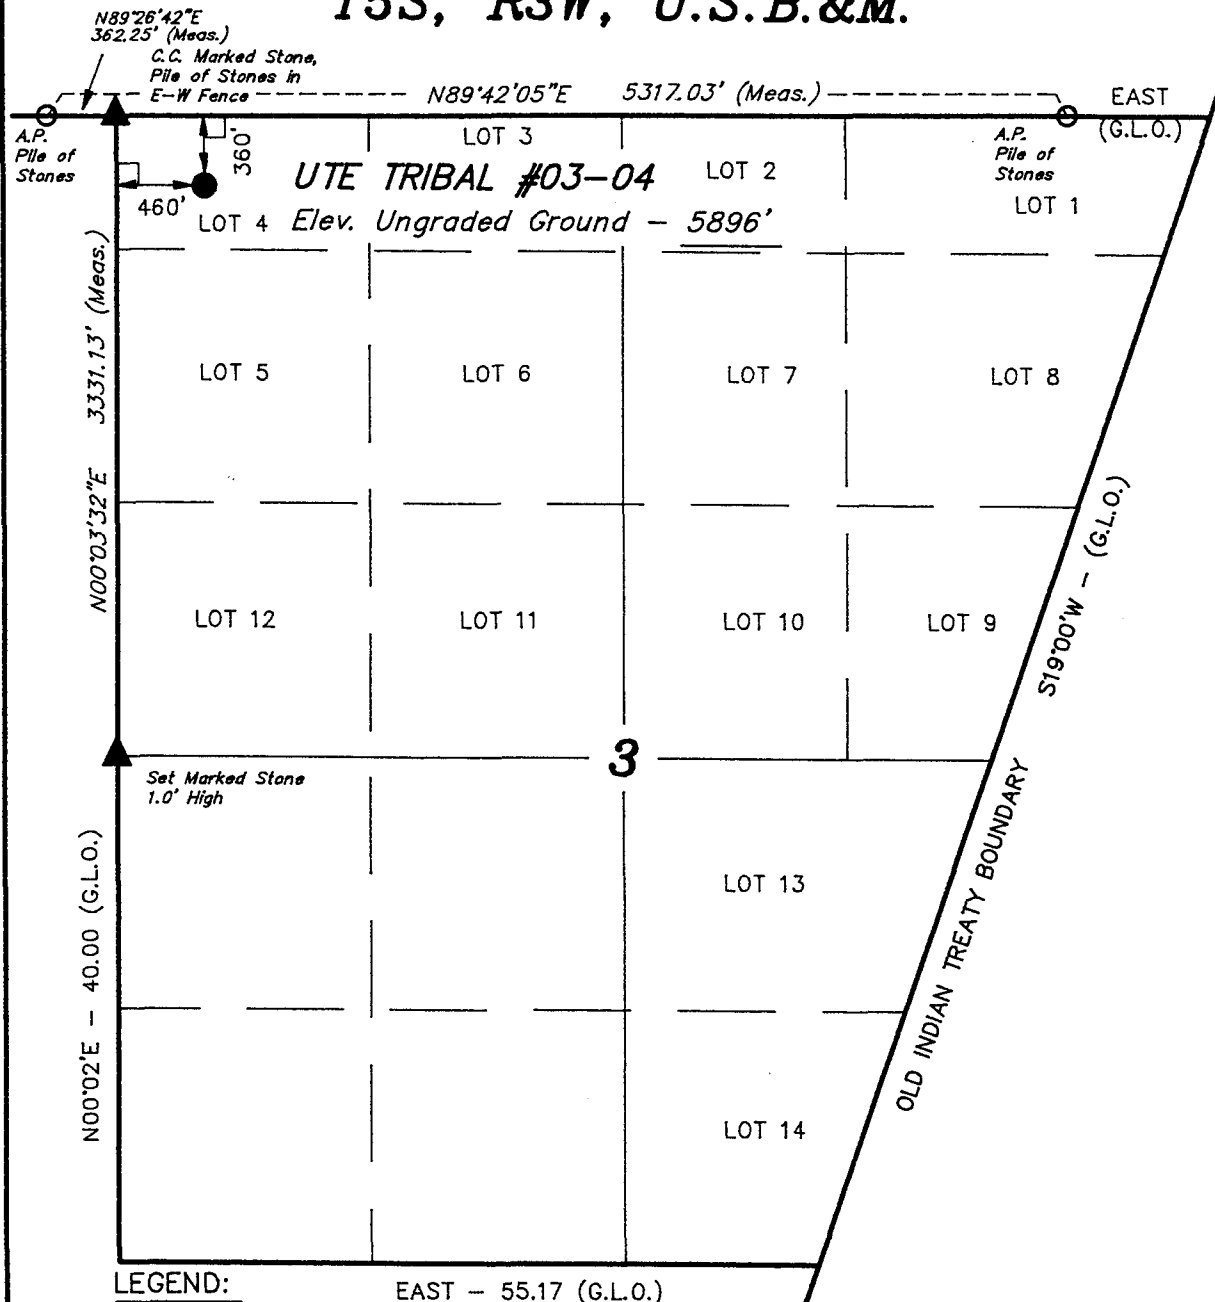 T5S, R3W, U.S.B.&M.
N89°26'42"E
362.25' (Meas.)
C.C. Marked Stone,
Pile of Stones in
E-W Fence
N89°42'05"E 5317.03' (Meas.)
EAST
(G.L.O.)
A.P.
Pile of
Stones
360'
460'
LOT 3
LOT 2
A.P.
Pile of
Stones
LOT 1
UTE TRIBAL #03-04
LOT 4
Elev. Ungraded Ground - 5896'
N00°03'32"E 3331.13' (Meas.)
LOT 5
LOT 6
LOT 7
LOT 8
LOT 12
LOT 11
LOT 10
LOT 9
S19°00'W - (G.L.O.)
3
Set Marked Stone
1.0' High
OLD INDIAN TREATY BOUNDARY
N00°02'E - 40.00 (G.L.O.)
LOT 13
LOT 14
LEGEND:
EAST - 55.17 (G.L.O.)